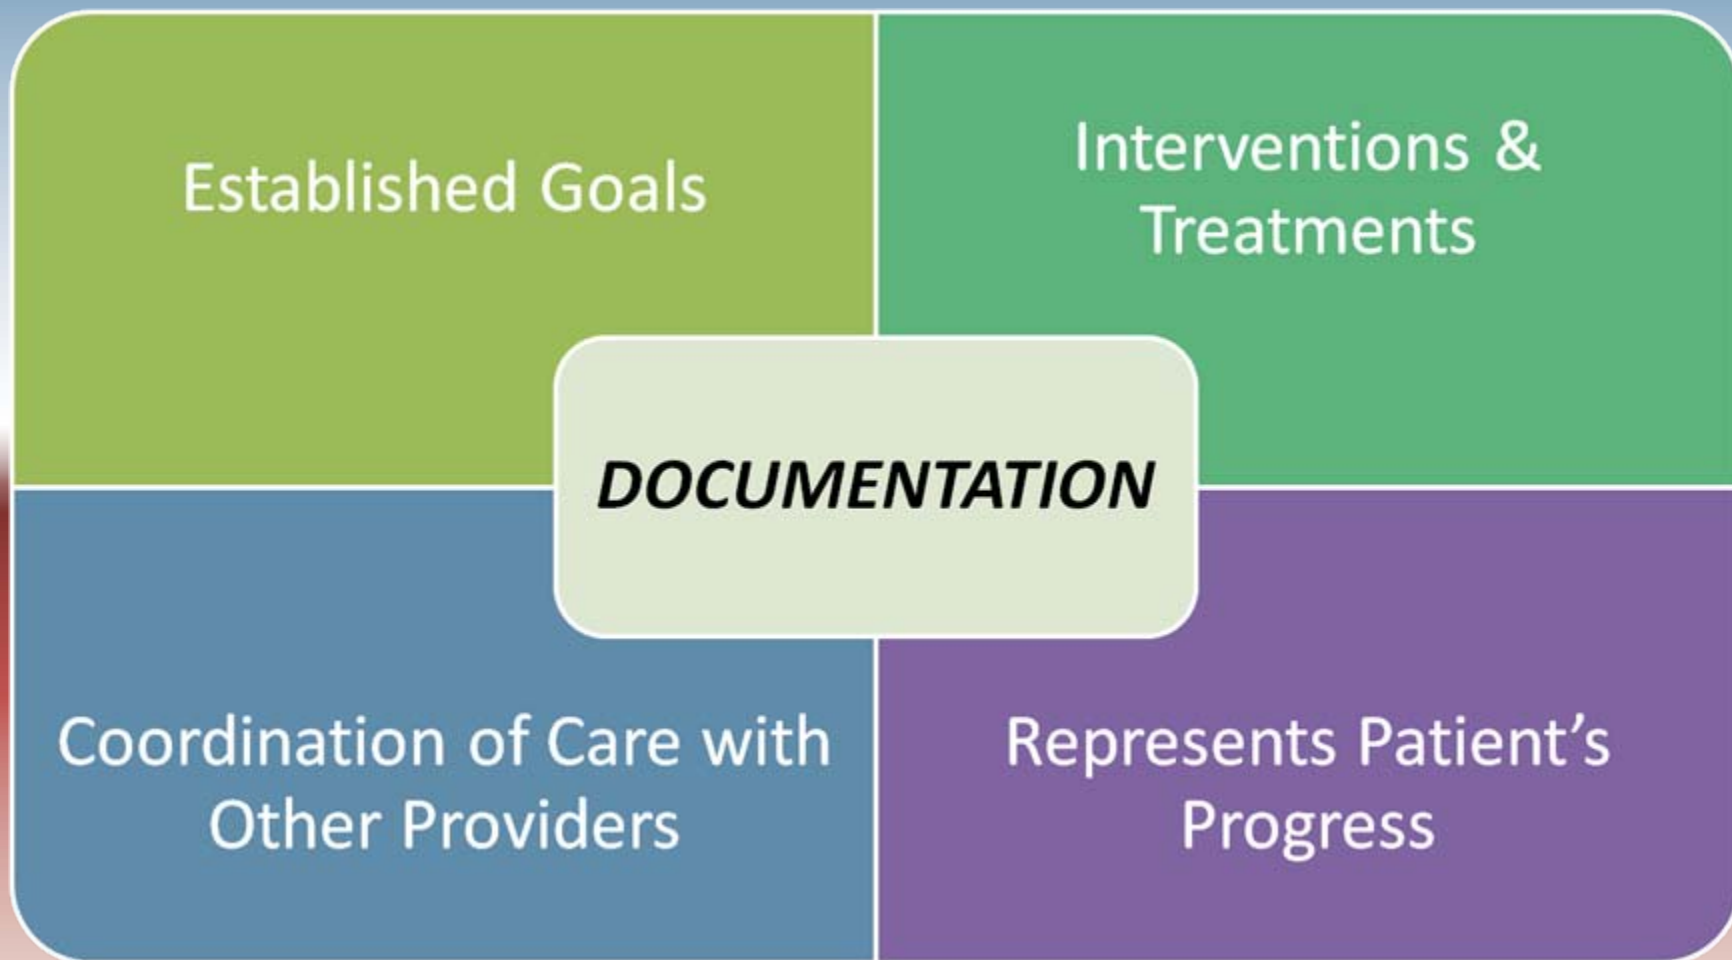 Established Goals
Interventions &
Treatments
DOCUMENTATION
Coordination of Care with
Other Providers
Represents Patient’s
Progress